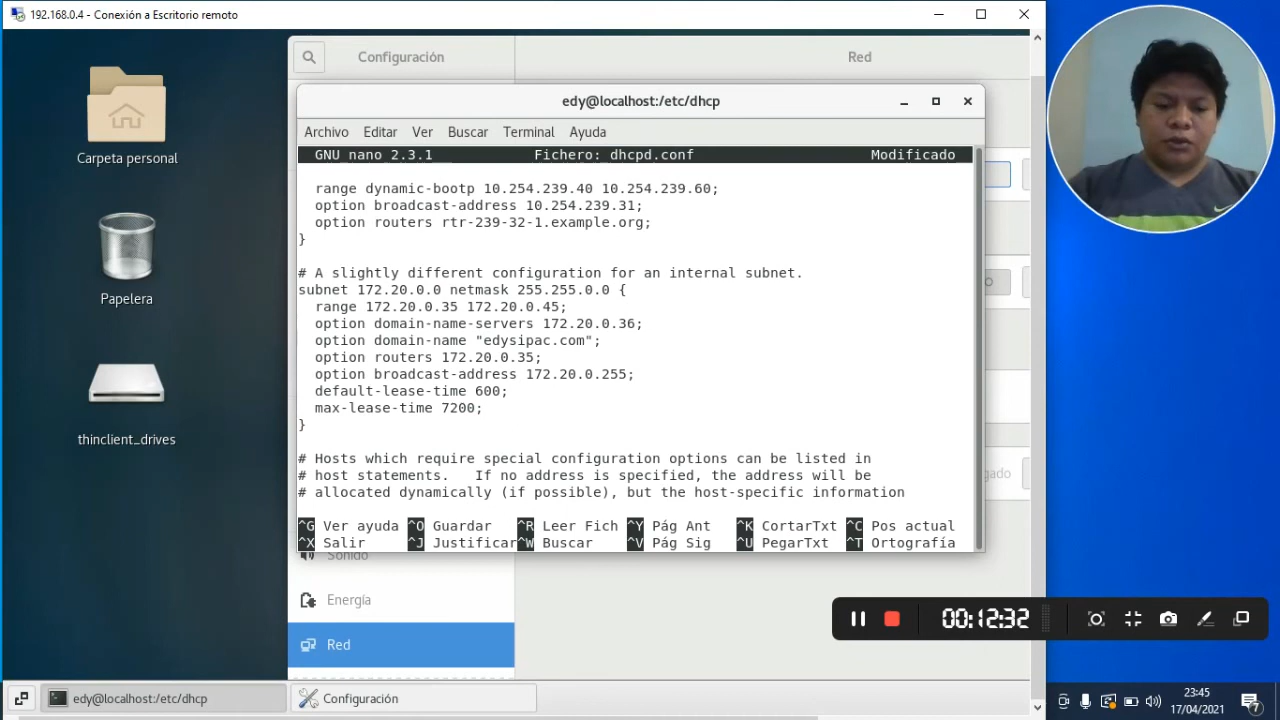 192.168.0.4 - Conexión a Escritorio remoto
Carpeta personal
Papelera
thinclient_drives
Configuración
Red
edy@localhost:/etc/dhcp
Archivo Editar Ver Buscar Terminal Ayuda
GNU nano 2.3.1 Fichero: dhcpd.conf Modificado
range dynamic-bootp 10.254.239.40 10.254.239.60;
option broadcast-address 10.254.239.31;
option routers rtr-239-32-1.example.org;
}
# A slightly different configuration for an internal subnet.
subnet 172.20.0.0 netmask 255.255.0.0 {
range 172.20.0.35 172.20.0.45;
option domain-name-servers 172.20.0.36;
option domain-name "edysipac.com";
option routers 172.20.0.35;
option broadcast-address 172.20.0.255;
default-lease-time 600;
max-lease-time 7200;
}
# Hosts which require special configuration options can be listed in
# host statements. If no address is specified, the address will be
# allocated dynamically (if possible), but the host-specific information
^G Ver ayuda ^O Guardar ^R Leer Fich ^Y Pág Ant ^K CortarTxt ^C Pos actual
^X Salir ^J Justificar ^W Buscar ^V Pág Sig ^U PegarTxt ^T Ortografía
Sonido
Energía
Red
00:12:32
edy@localhost:/etc/dhcp
Configuración
23:45
17/04/2021
7